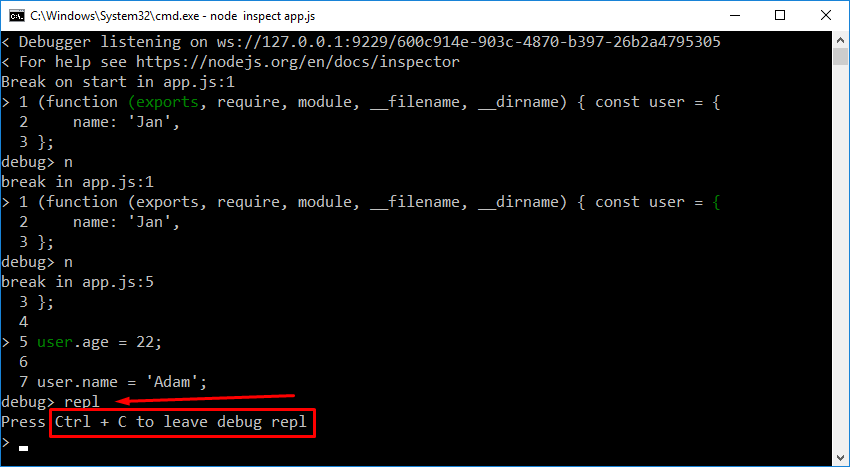 C:\Windows\System32\cmd.exe - node  inspect app.js
< Debugger listening on ws://127.0.0.1:9229/600c914e-903c-4870-b397-26b2a4795305
< For help see https://nodejs.org/en/docs/inspector
Break on start in app.js:1
> 1 (function (exports, require, module, __filename, __dirname) { const user = {
  2     name: 'Jan',
  3 };
debug> n
break in app.js:1
> 1 (function (exports, require, module, __filename, __dirname) { const user = {
  2     name: 'Jan',
  3 };
debug> n
break in app.js:5
  3 };
  4
> 5 user.age = 22;
  6
  7 user.name = 'Adam';
debug> repl
Press Ctrl + C to leave debug repl
>